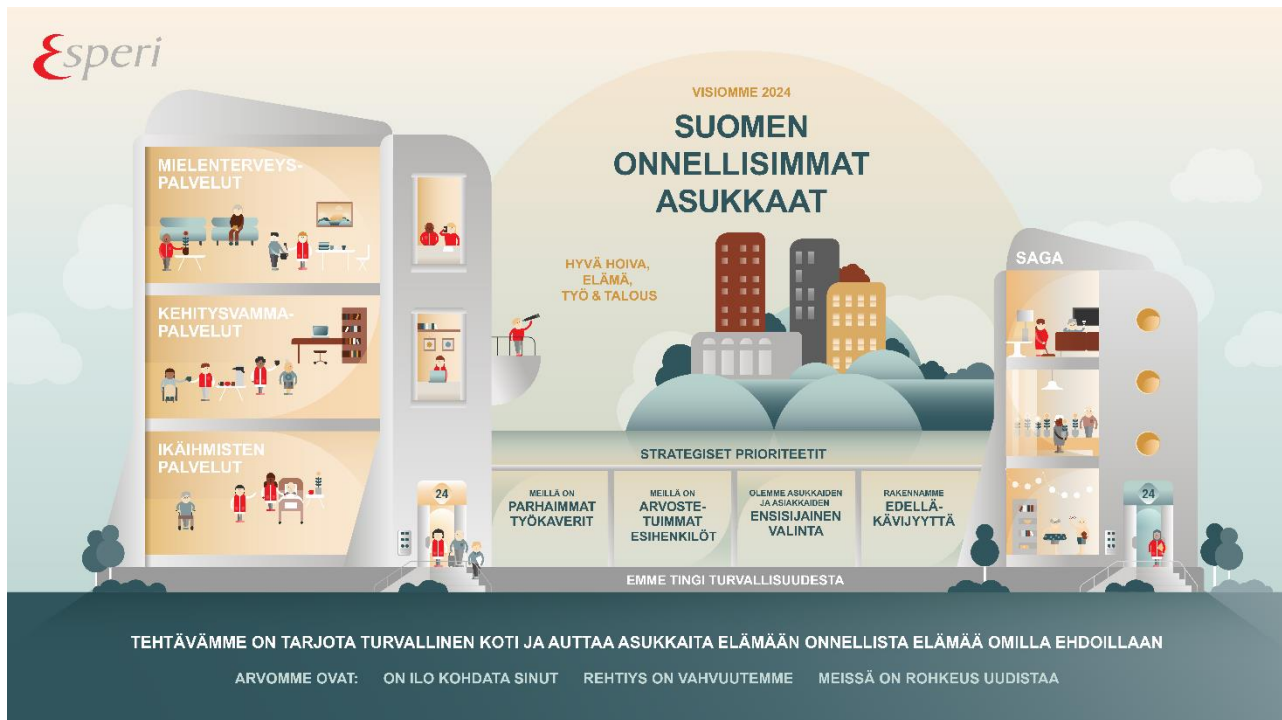 Esperi
VISIOMME 2024
SUOMEN
ONNELLISIMMAT
ASUKKAAT
HYVÄ HOIVA,
ELÄMÄ,
TYÖ & TALOUS
MIELENTERVEYS-
PALVELUT
KEHITYSVAMMA-
PALVELUT
IKÄIHMISTEN
PALVELUT
24
SAGA
24
STRATEGISET PRIORITEETIT
MEILLÄ ON
PARHAIMMAT
TYÖKAVERIT
MEILLÄ ON
ARVOSTE-
TUIMMAT
ESIHENKILÖT
OLEMME ASUKKAIDEN
JA ASIAKKAIDEN
ENSISIJAINEN
VALINTA
RAKENNAMME
EDELLÄ-
KÄVIJYYTTÄ
EMME TINGI TURVALLISUUDESTA
TEHTÄVÄMME ON TARJOTA TURVALLINEN KOTI JA AUTTAA ASUKKAITA ELÄMÄÄN ONNELLISTA ELÄMÄÄ OMILLA EHDOILLAAN
ARVOMME OVAT: ON ILO KOHDATA SINUT REHTIYS ON VAHVUUTEMME MEISSÄ ON ROHKEUS UUDISTAA